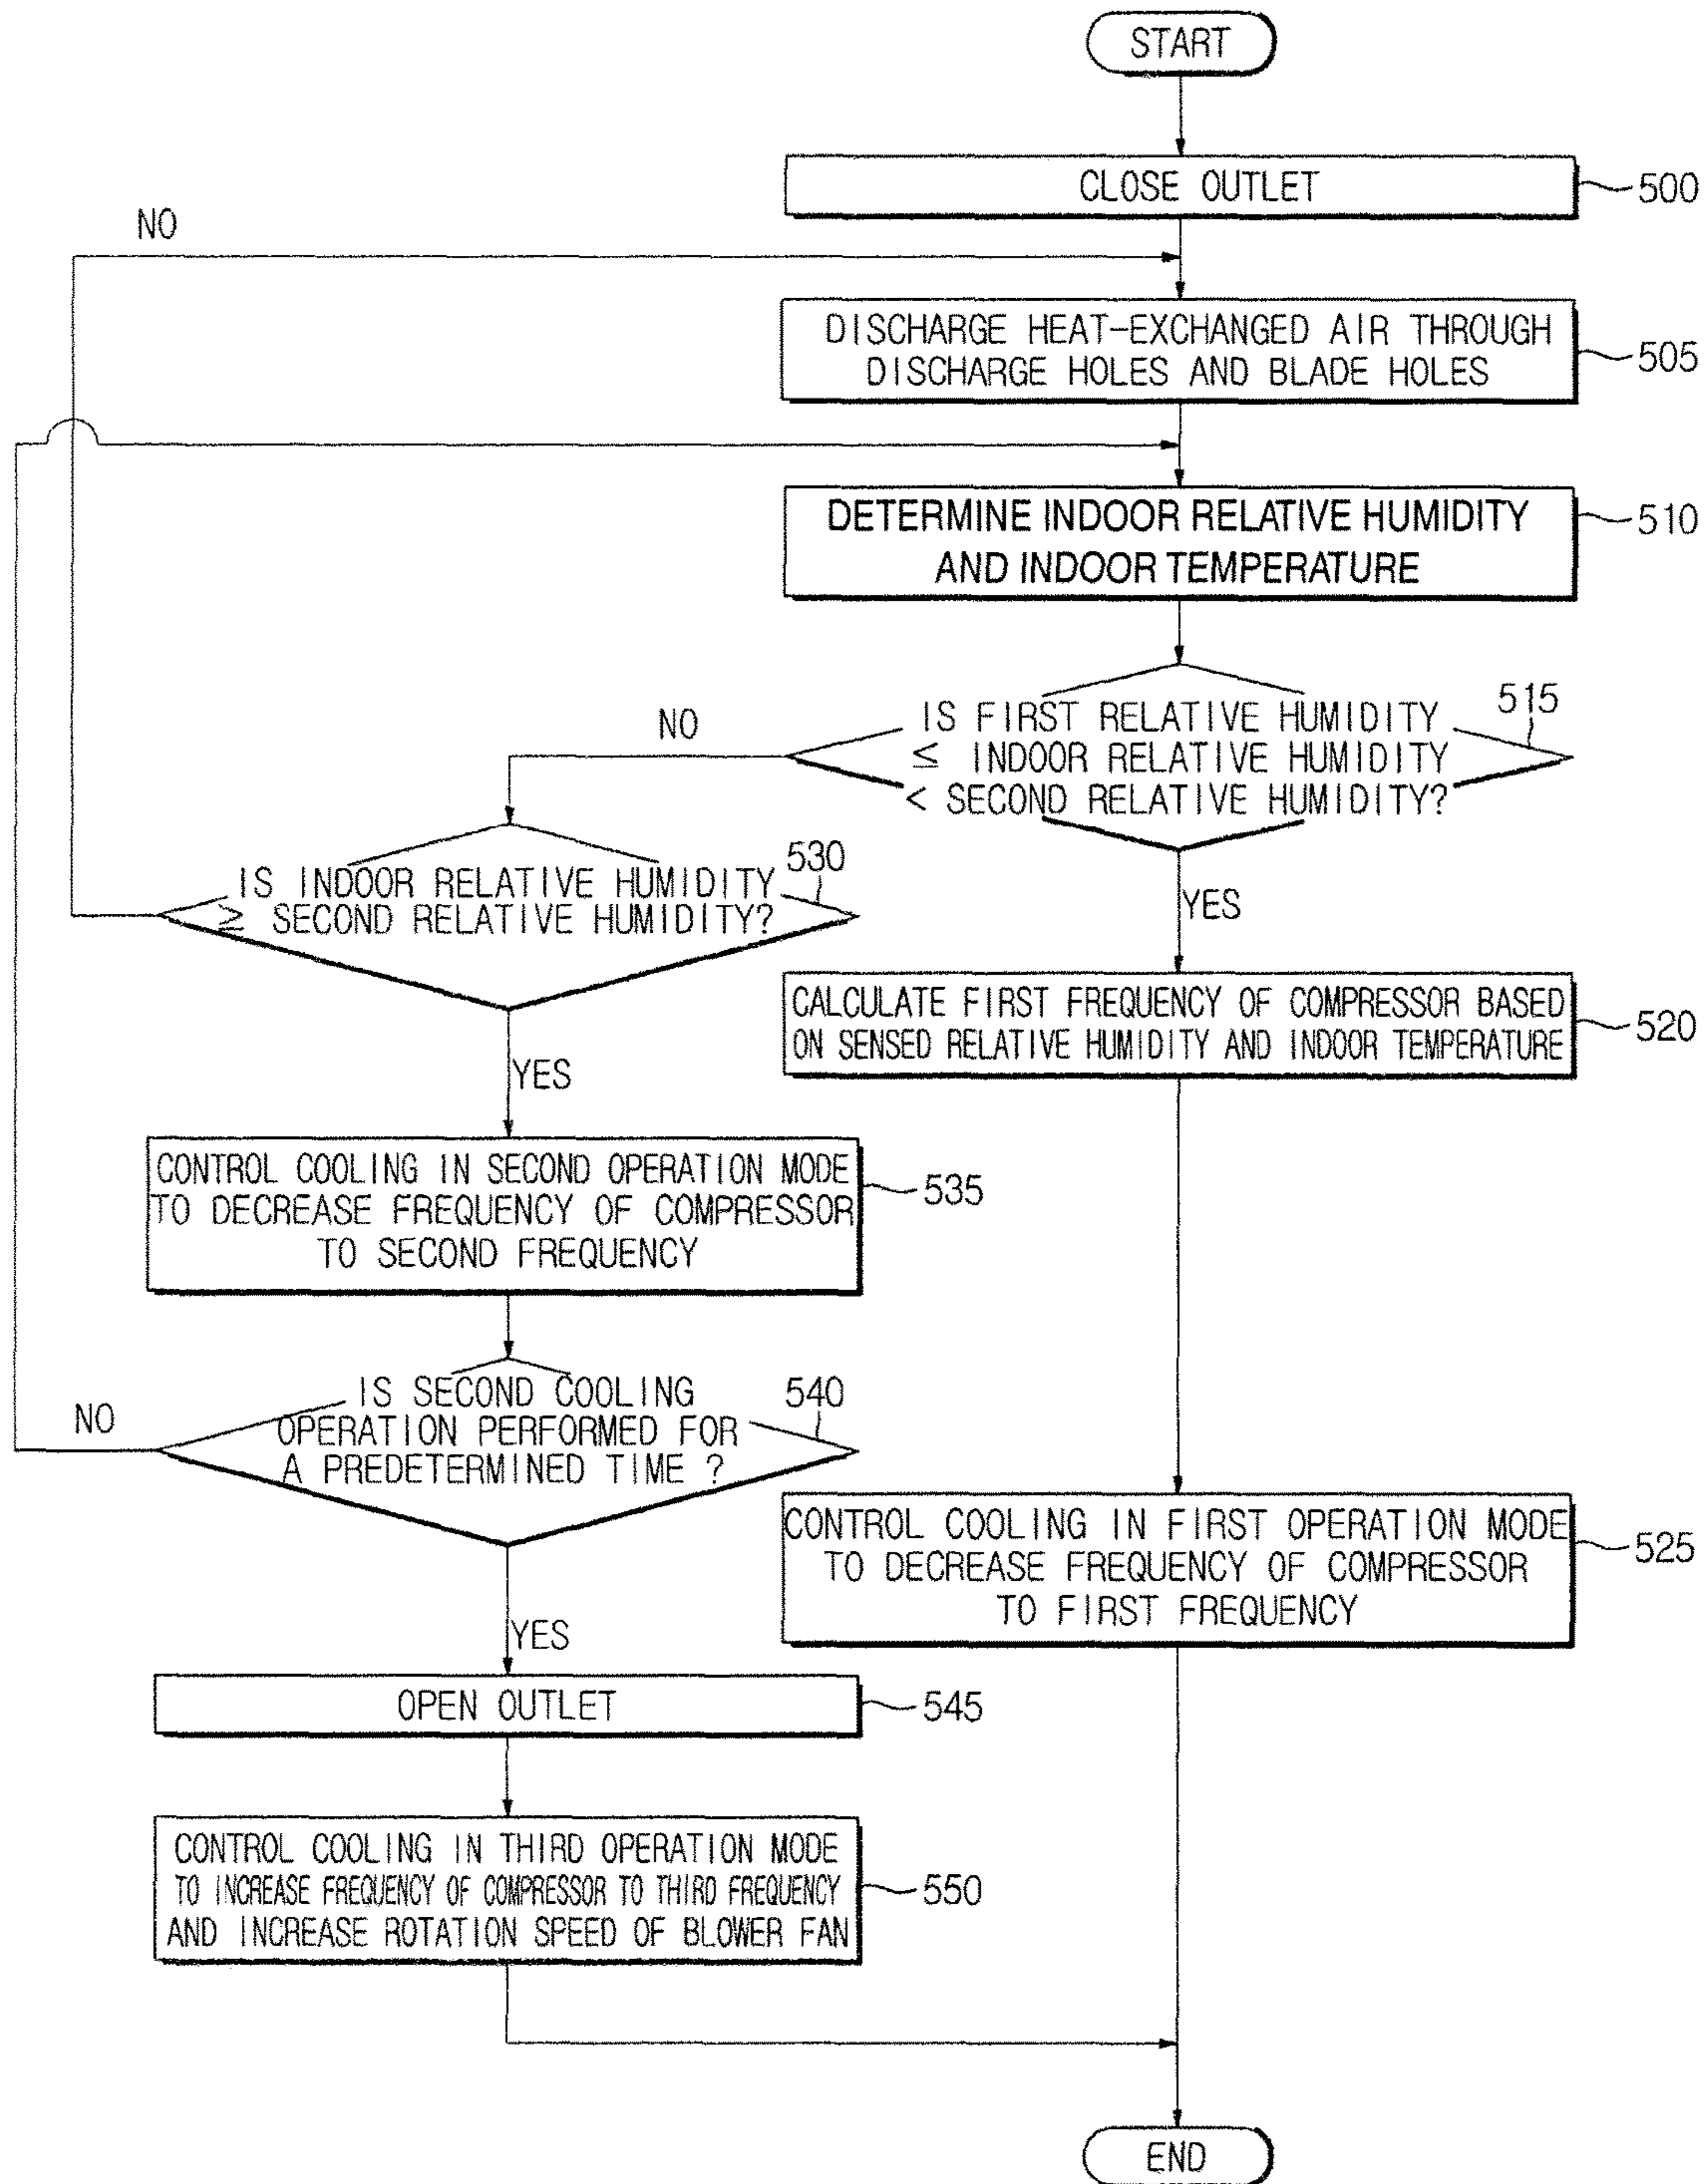 START
CLOSE OUTLET
500
NO
DISCHARGE HEAT-EXCHANGED AIR THROUGH
DISCHARGE HOLES AND BLADE HOLES
505
DETERMINE INDOOR RELATIVE HUMIDITY
AND INDOOR TEMPERATURE
510
IS FIRST RELATIVE HUMIDITY
≤ INDOOR RELATIVE HUMIDITY
< SECOND RELATIVE HUMIDITY?
515
NO
YES
IS INDOOR RELATIVE HUMIDITY
≥ SECOND RELATIVE HUMIDITY?
530
YES
CALCULATE FIRST FREQUENCY OF COMPRESSOR BASED
ON SENSED RELATIVE HUMIDITY AND INDOOR TEMPERATURE
520
CONTROL COOLING IN SECOND OPERATION MODE
TO DECREASE FREQUENCY OF COMPRESSOR
TO SECOND FREQUENCY
535
IS SECOND COOLING
OPERATION PERFORMED FOR
A PREDETERMINED TIME ?
540
NO
YES
CONTROL COOLING IN FIRST OPERATION MODE
TO DECREASE FREQUENCY OF COMPRESSOR
TO FIRST FREQUENCY
525
OPEN OUTLET
545
CONTROL COOLING IN THIRD OPERATION MODE
TO INCREASE FREQUENCY OF COMPRESSOR TO THIRD FREQUENCY
AND INCREASE ROTATION SPEED OF BLOWER FAN
550
END